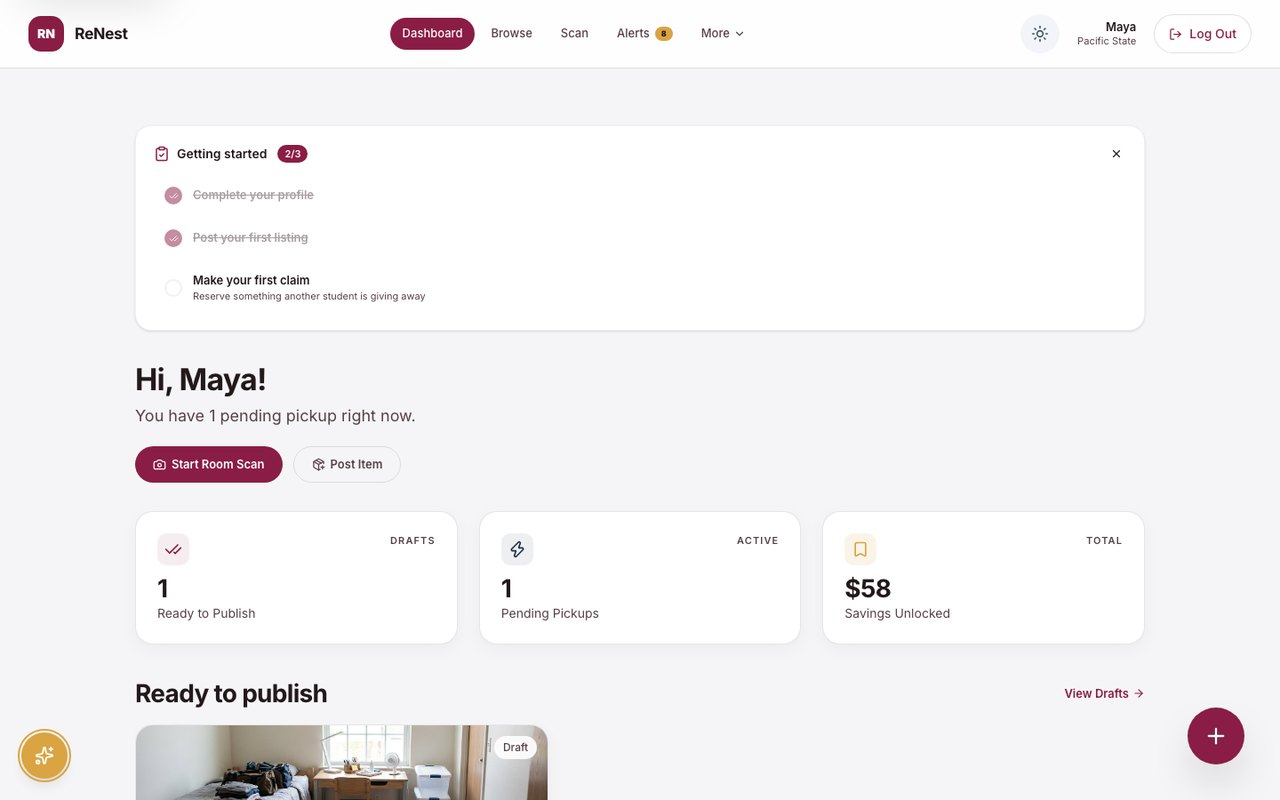 RN ReNest
Dashboard Browse Scan Alerts 8 More
Maya
Pacific State
Log Out
Getting started 2/3
Complete your profile
Post your first listing
Make your first claim
Reserve something another student is giving away
Hi, Maya!
You have 1 pending pickup right now.
Start Room Scan Post Item
DRAFTS
1
Ready to Publish
ACTIVE
1
Pending Pickups
TOTAL
$58
Savings Unlocked
Ready to publish
View Drafts
Draft